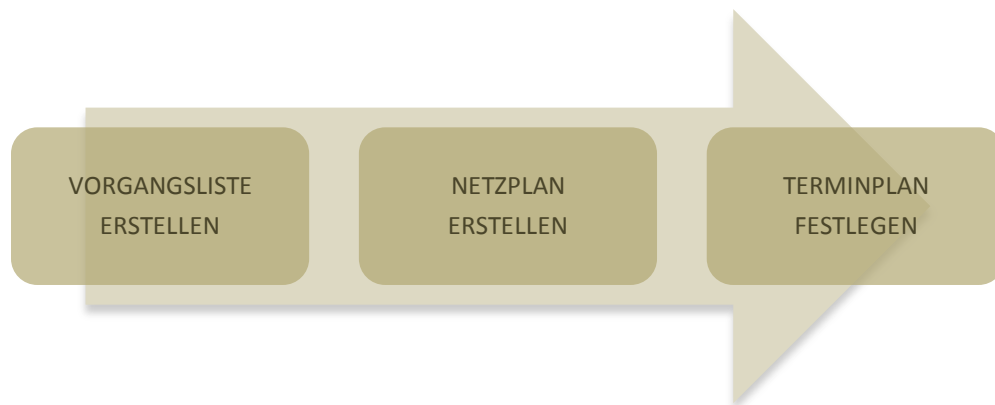 VORGANGSLISTE
ERSTELLEN
NETZPLAN
ERSTELLEN
TERMINPLAN
FESTLEGEN